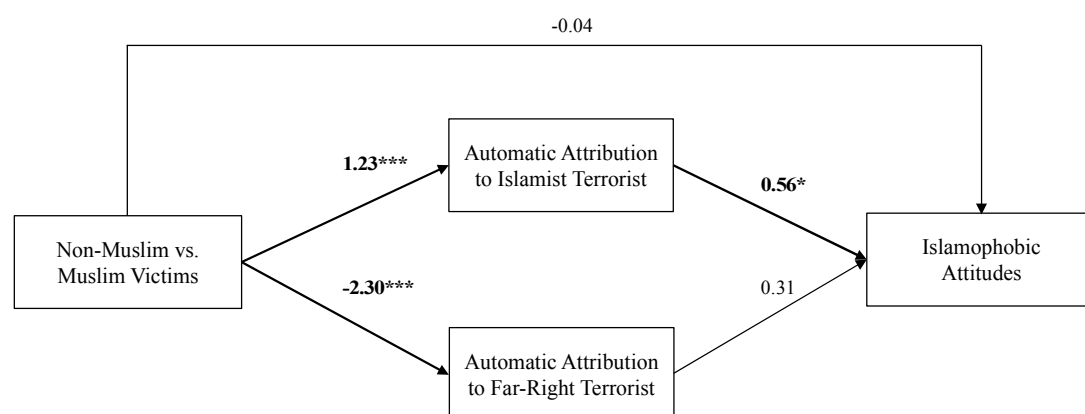 -0.04
Automatic Attribution
to Islamist Terrorist
1.23***
0.56*
Non-Muslim vs.
Muslim Victims
Islamophobic
Attitudes
-2.30***
0.31
Automatic Attribution
to Far-Right Terrorist